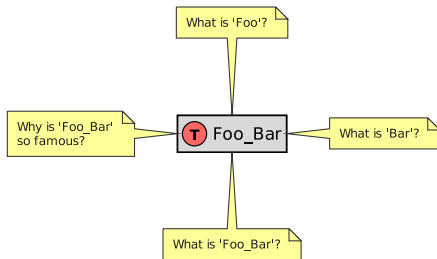 What is 'Foo'?
Why is 'Foo_Bar'
so famous?
T Foo_Bar
What is 'Bar'?
What is 'Foo_Bar'?